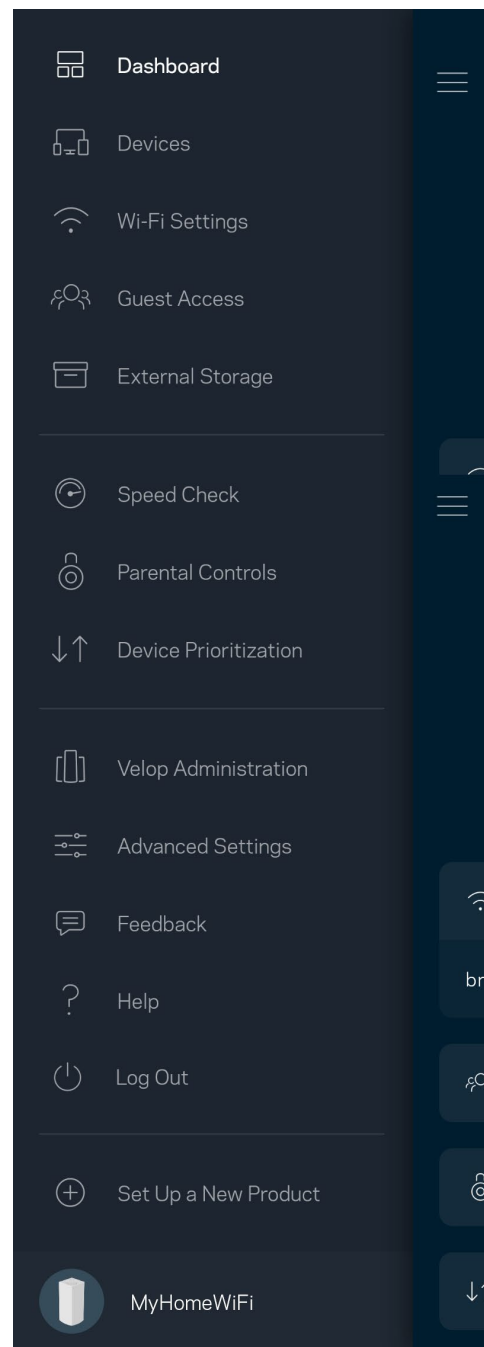 Dashboard
Devices
Wi-Fi Settings
Guest Access
External Storage
Speed Check
Parental Controls
Device Prioritization
Velop Administration
Advanced Settings
Feedback
br
Help
Log Out
Set Up a New Product
MyHomeWiFi